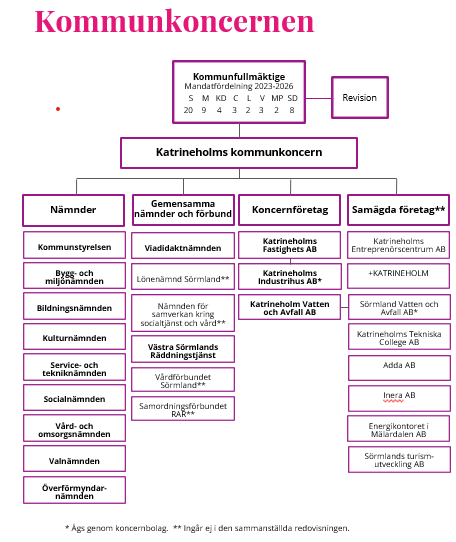 Kommunkoncernen
Kommunfullmäktige
Mandatfördelning 2023-2026
S M KD C L V MP SD
20 9 4 3 2 3 2 8
Revision
Katrineholms kommunkoncern
Nämnder
Kommunstyrelsen
Bygg- och
miljönämnden
Bildningsnämnden
Kulturnämnden
Service- och
tekniknämnden
Socialnämnden
Vård- och
omsorgsnämnden
Valnämnden
Överförmyndar-
nämnden
Gemensamma
nämnder och förbund
Viadidaktnämnden
Lönenämnd Sörmland**
Nämnden för
samverkan kring
socialtjänst och vård**
Västra Sörmlands
Räddningstjänst
Vårdförbundet
Sörmland**
Samordningsförbundet
RAR**
Koncernföretag
Katrineholms
Fastighets AB
Katrineholms
Industrihus AB*
Katrineholm Vatten
och Avfall AB
Samägda företag**
Katrineholms
Entreprenörscentrum AB
+KATRINEHOLM
Sörmland Vatten och
Avfall AB*
Katrineholms Tekniska
College AB
Adda AB
Inera AB
Energikontoret i
Mälardalen AB
Sörmlands turism-
utveckling AB
* Ägs genom koncernbolag. ** Ingår ej i den sammanställda redovisningen.